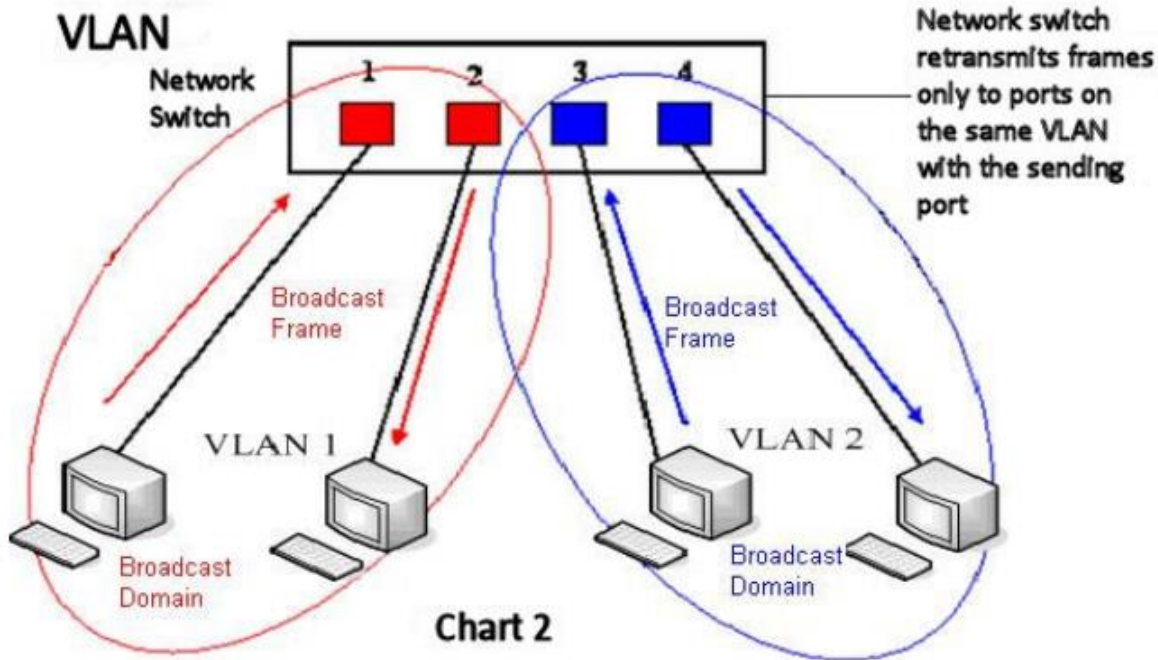 VLAN
Network
Switch
1 2 3 4
Network switch
retransmits frames
only to ports on
the same VLAN
with the sending
port
Broadcast
Frame
Broadcast
Frame
VLAN 1
VLAN 2
Broadcast
Domain
Broadcast
Domain
Chart 2